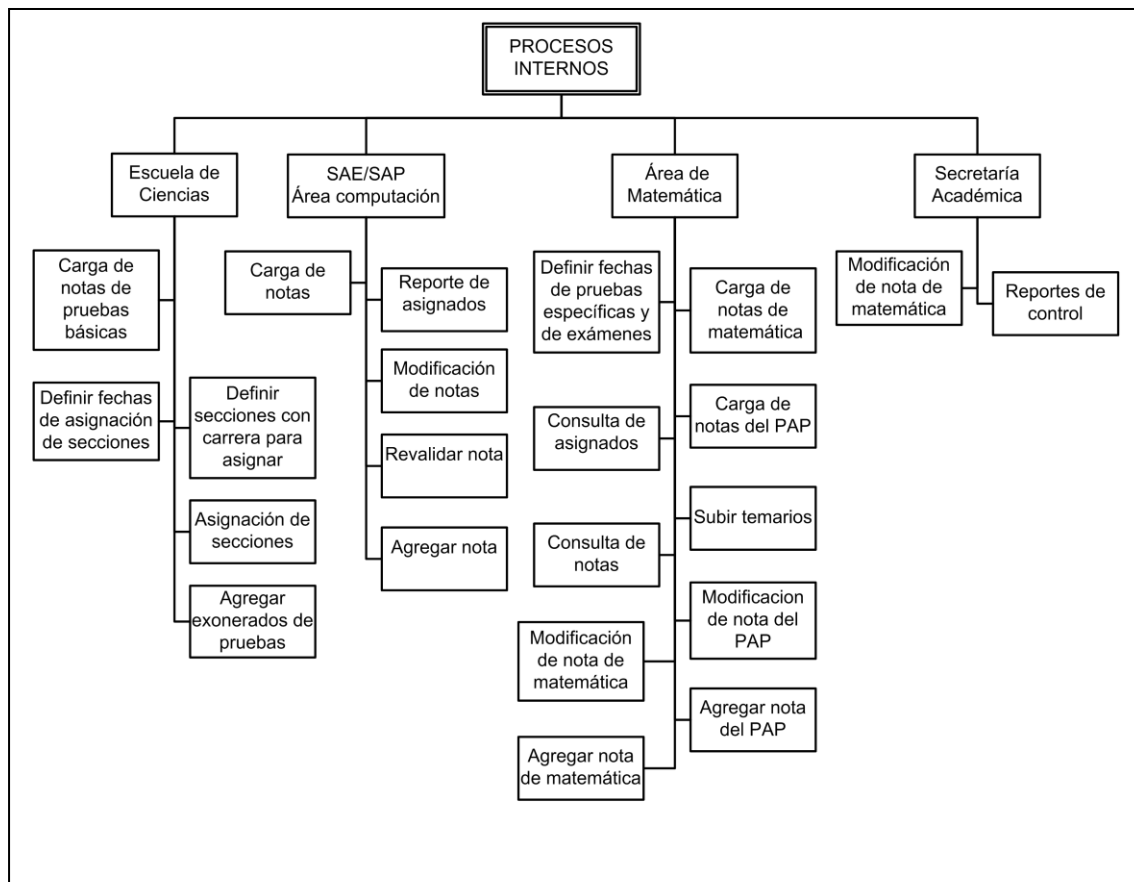 PROCESOS
INTERNOS
Escuela de
Ciencias
SAE/SAP
Área computación
Área de
Matemática
Secretaría
Académica
Carga de
notas de
pruebas
básicas
Definir fechas
de asignación
de secciones
Definir
secciones con
carrera para
asignar
Asignación de
secciones
Agregar
exonerados de
pruebas
Carga de
notas
Reporte de
asignados
Modificación
de notas
Revalidar nota
Agregar nota
Definir fechas
de pruebas
específicas y
de exámenes
Carga de
notas de
matemática
Consulta de
asignados
Carga de
notas del PAP
Subir temarios
Consulta de
notas
Modificacion
de nota del
PAP
Modificación
de nota de
matemática
Agregar nota
del PAP
Agregar nota
de matemática
Modificación
de nota de
matemática
Reportes de
control